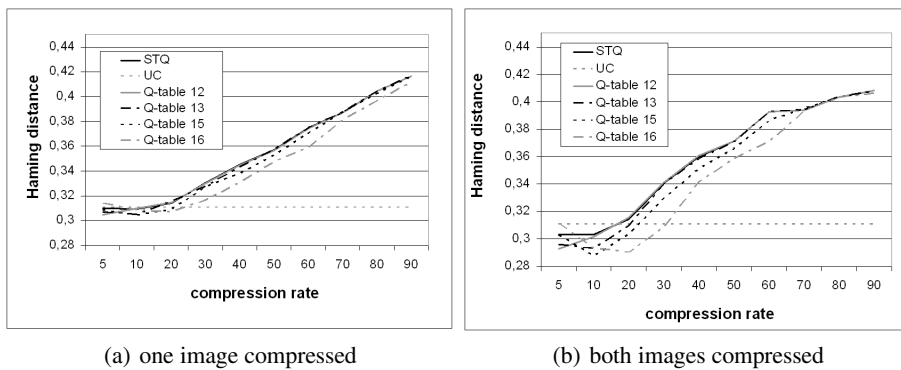 0,44
0,42
0,4
0,38
0,36
0,34
0,32
0,3
0,28
Haming distance
STQ
UC
Q-table 12
Q-table 13
Q-table 15
Q-table 16
5 10 20 30 40 50 60 70 80 90
compression rate
(a) one image compressed
0,44
0,42
0,4
0,38
0,36
0,34
0,32
0,3
0,28
Haming distance
STQ
UC
Q-table 12
Q-table 13
Q-table 15
Q-table 16
5 10 20 30 40 50 60 70 80 90
compression rate
(b) both images compressed